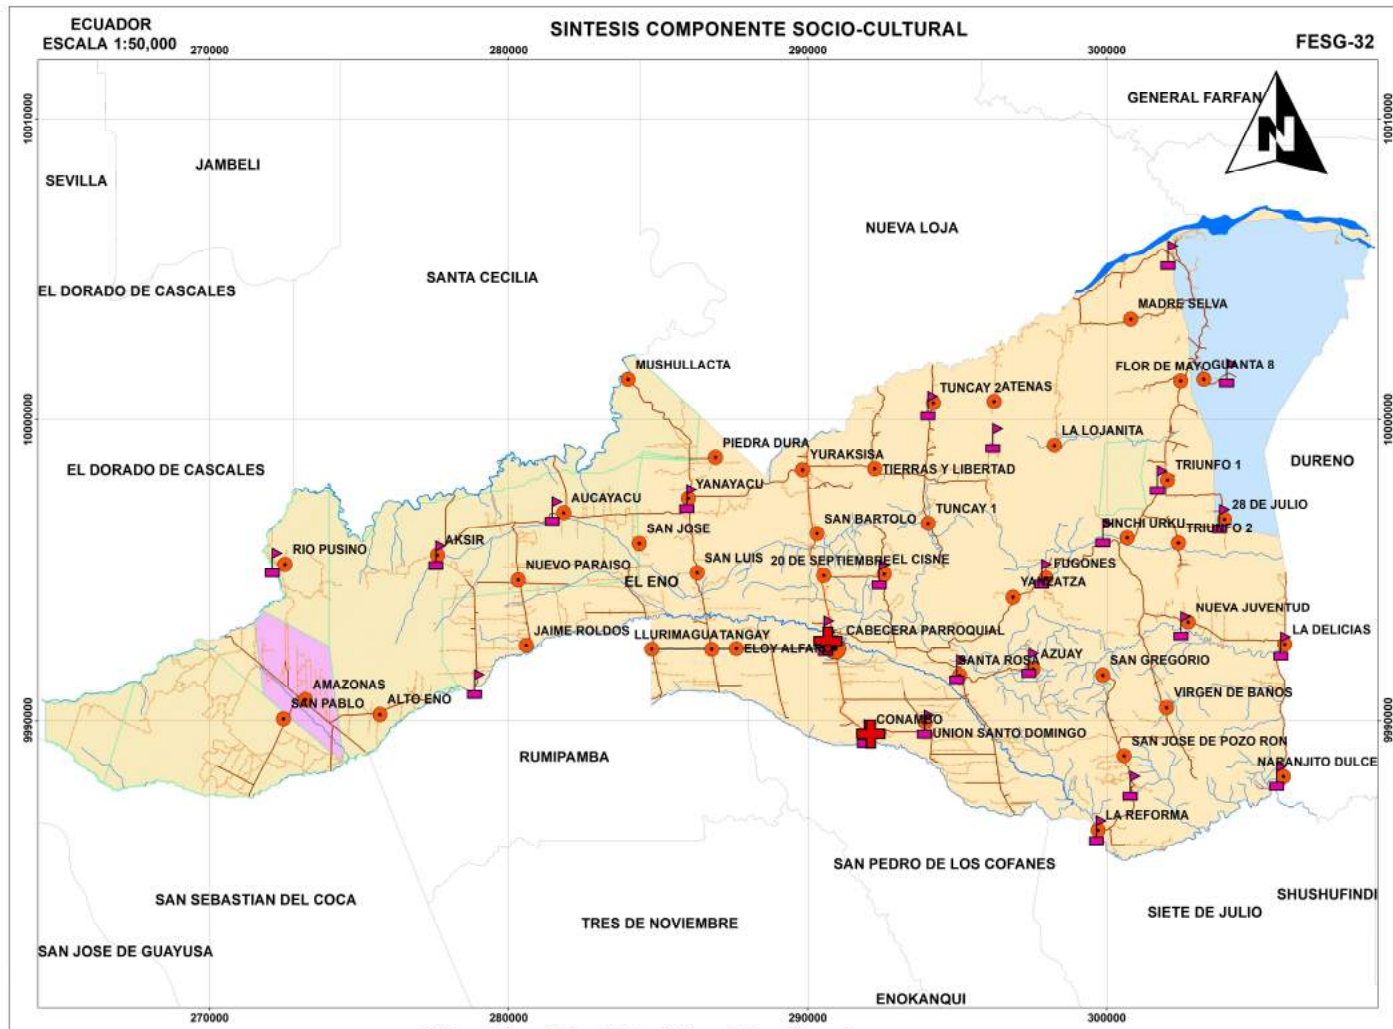 ECUADOR
ESCALA 1:50,000
SINTESIS COMPONENTE SOCIO-CULTURAL
FESG-32
270000
280000
290000
300000
GENERAL FARFAN
10010000
10010000
N
JAMBELI
SEVILLA
NUEVA LOJA
SANTA CECILIA
EL DORADO DE CASCALES
MADRE SELVA
MUSHULLACTA
FLOR DE MAYO
GUANTA 8
TUNCAY 2
ATENAS
10000000
10000000
LA LOJANITA
PIEDRA DURA
YURAKSISA
TIERRAS Y LIBERTAD
DURENO
EL DORADO DE CASCALES
TRIUNFO 1
YANAYACU
AUCAYACU
28 DE JULIO
TUNCAY 1
SAN BARTOLO
SAN JOSE
SINCHI URKU
TRIUNFO 2
AKSIR
RIO PUSINO
SAN LUIS
20 DE SEPTIEMBRE
EL CISNE
FUGONES
NUEVO PARAISO
EL ENO
YANZATZA
NUEVA JUVENTUD
JAIME ROLDOS
LLURIMAGUA
TANGAY
ELOY ALFARO
CABECERA PARROQUIAL
LA DELICIAS
SANTA ROSA
AZUAY
SAN GREGORIO
AMAZONAS
SAN PABLO
ALTO ENO
VIRGEN DE BAÑOS
9990000
9990000
CONAMBO
UNION SANTO DOMINGO
SAN JOSE DE POZO RON
RUMIPAMBA
NARANJITO DULCE
LA REFORMA
SAN PEDRO DE LOS COFANES
SHUSHUFINDI
SAN SEBASTIAN DEL COCA
SIETE DE JULIO
TRES DE NOVIEMBRE
SAN JOSE DE GUAYUSA
ENOKANQUI
270000
280000
290000
300000